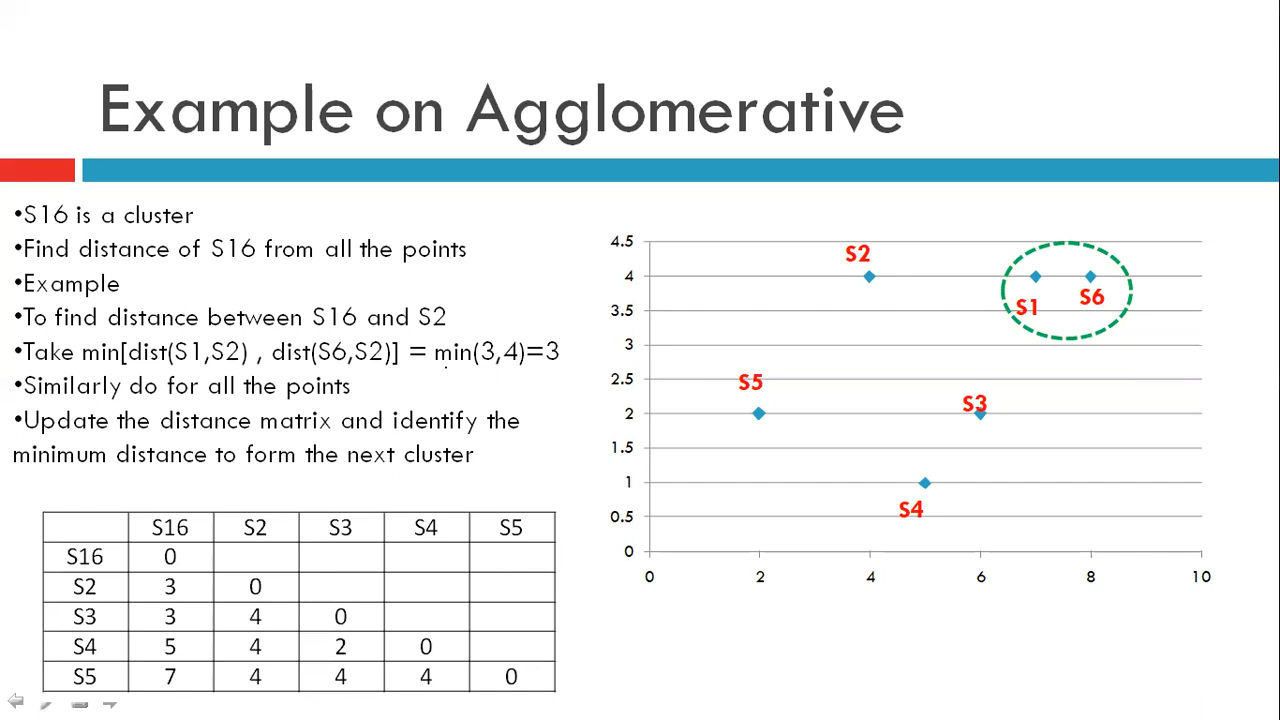 Example on Agglomerative
•S16 is a cluster
•Find distance of S16 from all the points
•Example
•To find distance between S16 and S2
•Take min[dist(S1,S2) , dist(S6,S2)] = min(3,4)=3
•Similarly do for all the points
•Update the distance matrix and identify the
minimum distance to form the next cluster
S16 S2 S3 S4 S5
S16 0
S2 3 0
S3 3 4 0
S4 5 4 2 0
S5 7 4 4 4 0
4.5
4
3.5
3
2.5
2
1.5
1
0.5
0
0 2 4 6 8 10
S2
S1
S6
S5
S3
S4